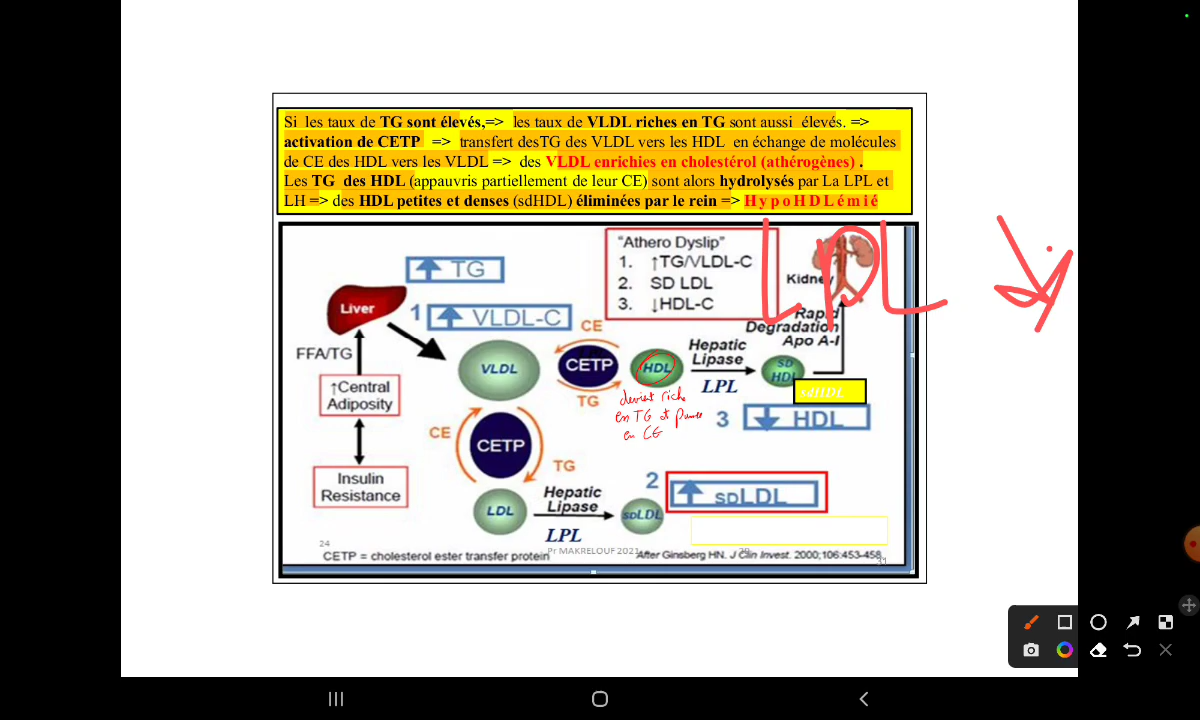 Si les taux de TG sont élevés,=> les taux de VLDL riches en TG sont aussi élevés. =>
activation de CETP => transfert desTG des VLDL vers les HDL en échange de molécules
de CE des HDL vers les VLDL => des VLDL enrichies en cholestérol (athérogènes) .
Les TG des HDL (appauvris partiellement de leur CE) sont alors hydrolysés par La LPL et
LH => des HDL petites et denses (sdHDL) éliminées par le rein => HypoHDLémié
LPL
"Athero Dyslip"
1. ↑TG/VLDL-C
2. SD LDL
3. ↓HDL-C
Kidney
TG
Liver
1 VLDL-C
CE
Rapid
Degradation
Apo A-I
FFA/TG
VLDL
CETP
HDL
Hepatic
Lipase
LPL
SD
HDL
sdHDL
TG
devient riche
en TG et
en CE
3 HDL
↑Central
Adiposity
CE
CETP
TG
Insulin
Resistance
2 sdLDL
LDL
Hepatic
Lipase
LPL
sdLDL
24
CETP = cholesterol ester transfer protein
Pr MAKRELOUF 2021
After Ginsberg HN. J Clin Invest. 2000;106:453-458.
31